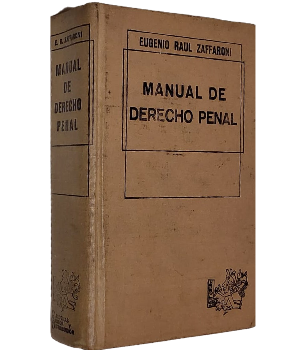 E. R. ZAFFARONI
MANUAL
DE
DERECHO
PENAL
EUGENIO RAUL ZAFFARONI
MANUAL DE
DERECHO PENAL